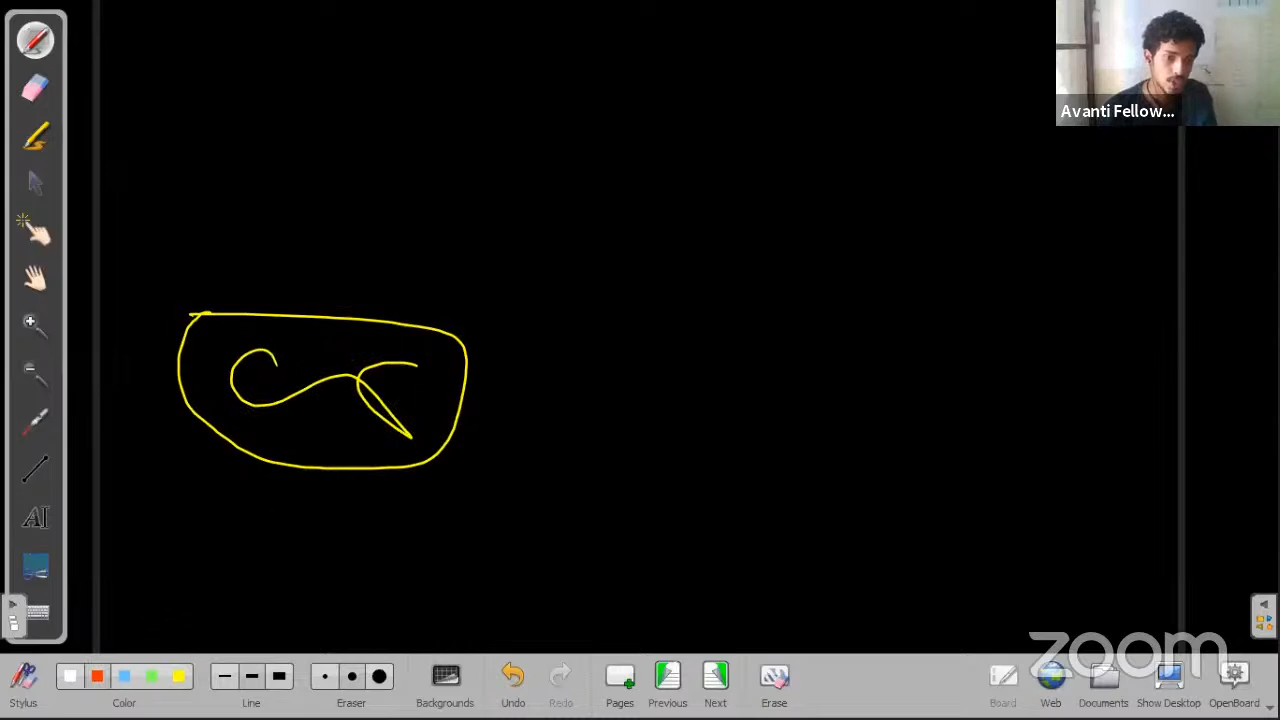 Avanti Fellow...
AI
Stylus
Color
Line
Eraser
Backgrounds
Undo
Redo
Pages
Previous
Next
Erase
Board
Web
Documents
Show Desktop
OpenBoard
zoom